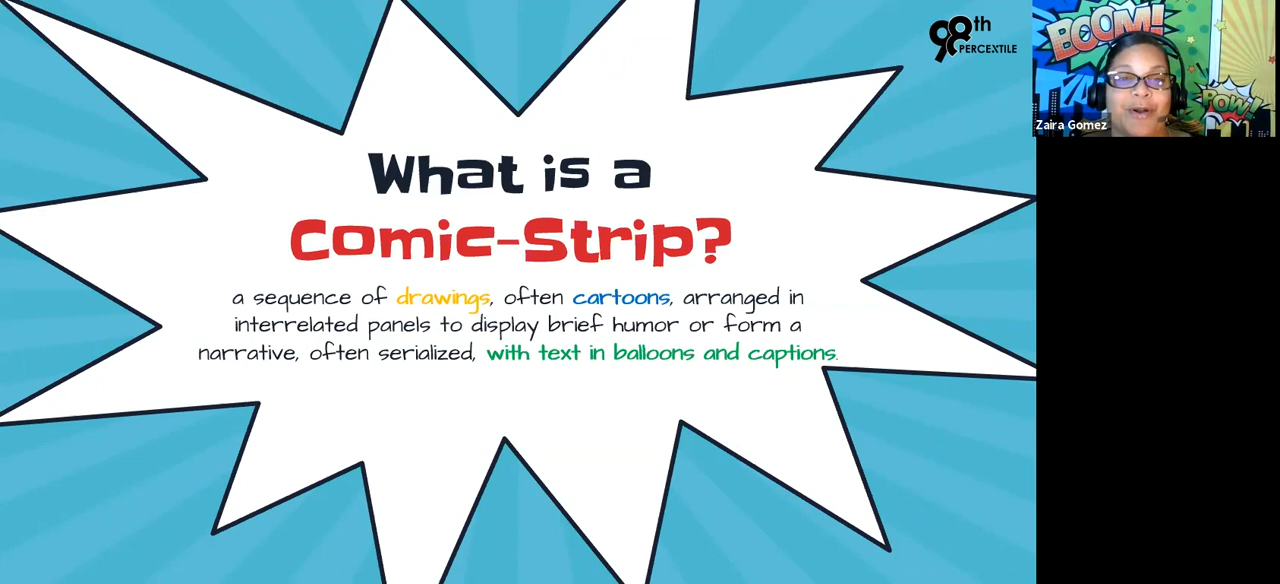 98th
PERCEXTILE
BOOM!
POW!
Zaira Gomez
What is a
Comic-Strip?
a sequence of drawings, often cartoons, arranged in
interrelated panels to display brief humor or form a
narrative, often serialized, with text in balloons and captions.